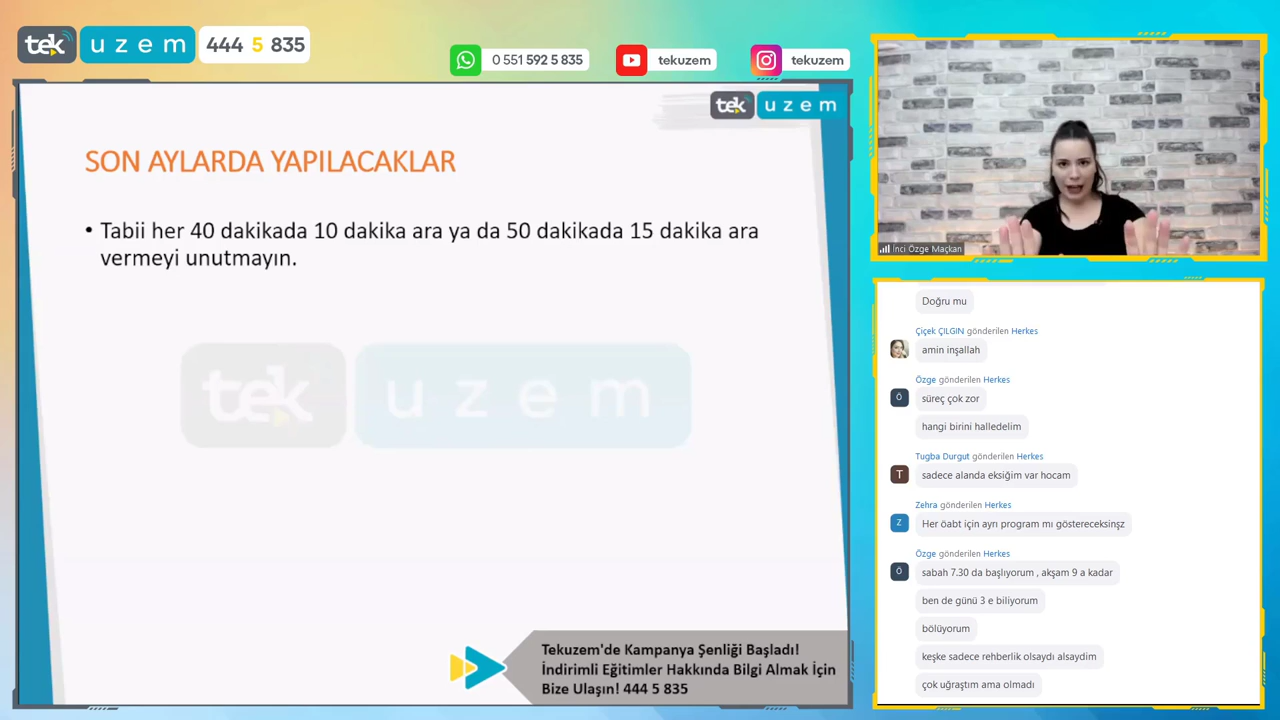 tek uzem 444 5 835
0 551 592 5 835
tekuzem
tekuzem
tek uzem
SON AYLARDA YAPILACAKLAR
• Tabii her 40 dakikada 10 dakika ara ya da 50 dakikada 15 dakika ara
vermeyi unutmayın.
tek uzem
Tekuzem'de Kampanya Şenliği Başladı!
İndirimli Eğitimler Hakkında Bilgi Almak İçin
Bize Ulaşın! 444 5 835
İnci Özge Maçkan
Doğru mu
Çiçek ÇILGIN gönderilen Herkes
amin inşallah
Özge gönderilen Herkes
Ö
süreç çok zor
hangi birini halledelim
Tugba Durgut gönderilen Herkes
T
sadece alanda eksiğim var hocam
Zehra gönderilen Herkes
Z
Her öabt için ayrı program mı göstereceksinşz
Özge gönderilen Herkes
Ö
sabah 7.30 da başlıyorum , akşam 9 a kadar
ben de günü 3 e biliyorum
bölüyorum
keşke sadece rehberlik olsaydı alsaydim
çok uğraştım ama olmadı